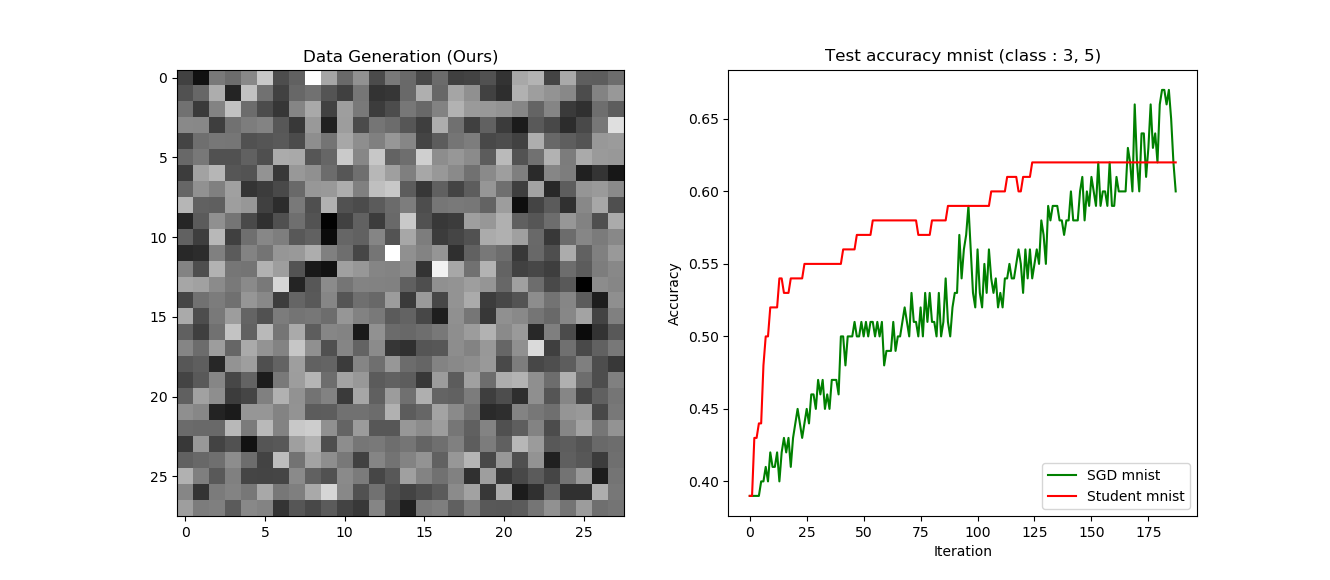 Data Generation (Ours)
0
5
10
15
20
25
0 5 10 15 20 25
Test accuracy mnist (class : 3, 5)
Accuracy
0.65
0.60
0.55
0.50
0.45
0.40
0 25 50 75 100 125 150 175
Iteration
SGD mnist
Student mnist